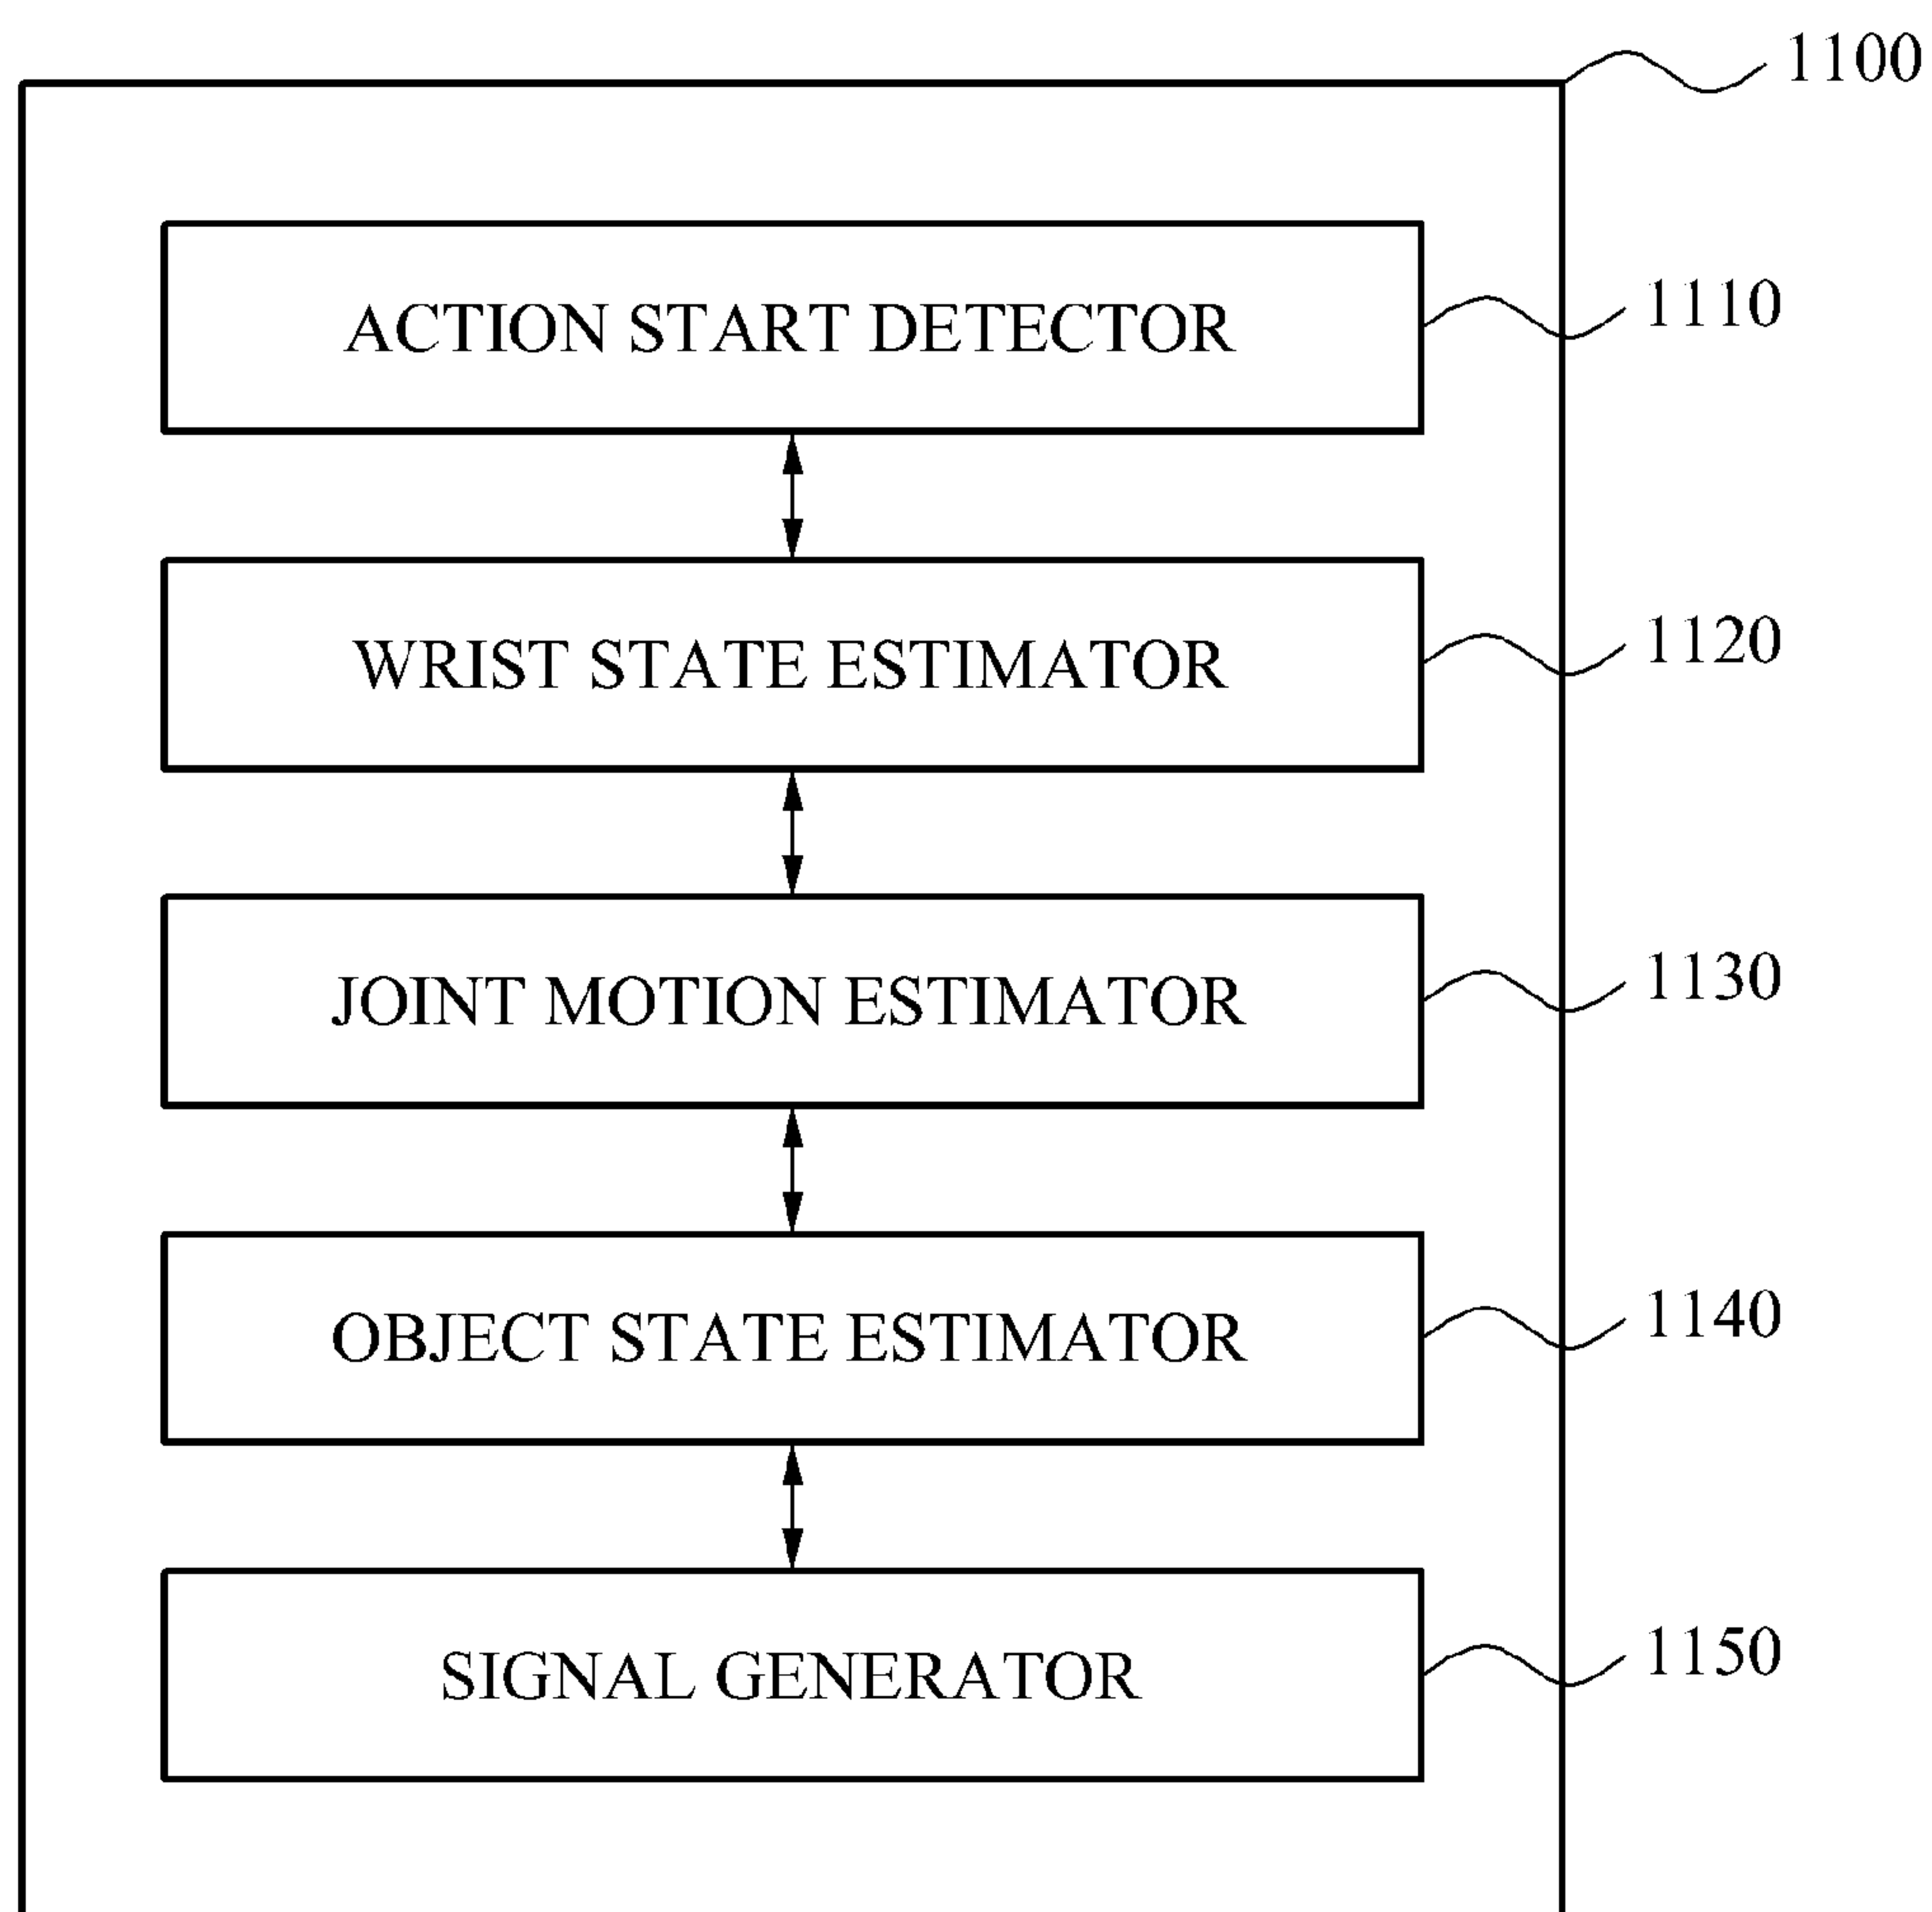 1100
ACTION START DETECTOR
1110
WRIST STATE ESTIMATOR
1120
JOINT MOTION ESTIMATOR
1130
OBJECT STATE ESTIMATOR
1140
SIGNAL GENERATOR
1150